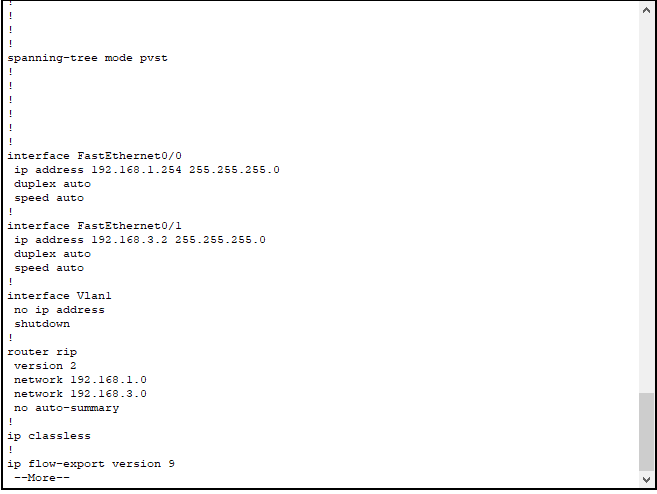 !
!
!
!
spanning-tree mode pvst
!
!
!
!
!
!
interface FastEthernet0/0
 ip address 192.168.1.254 255.255.255.0
 duplex auto
 speed auto
!
interface FastEthernet0/1
 ip address 192.168.3.2 255.255.255.0
 duplex auto
 speed auto
!
interface Vlan1
 no ip address
 shutdown
!
router rip
 version 2
 network 192.168.1.0
 network 192.168.3.0
 no auto-summary
!
ip classless
!
ip flow-export version 9
 --More--